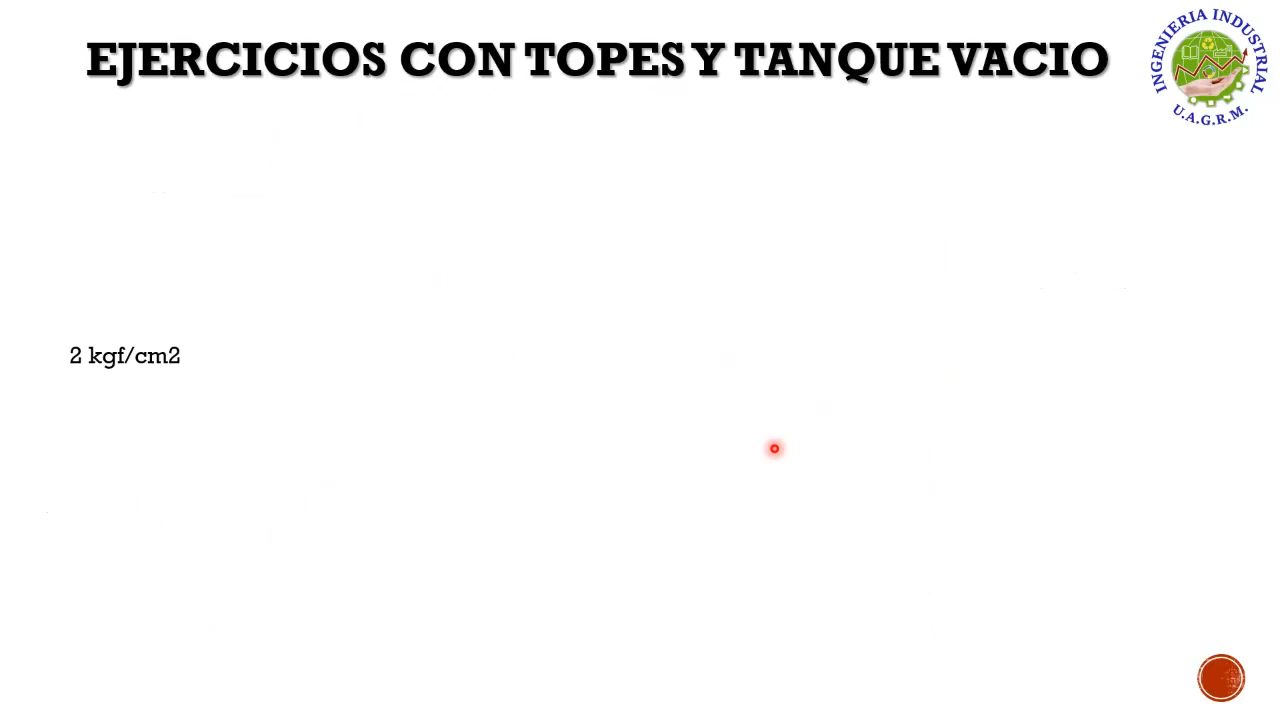 EJERCICIOS CON TOPES Y TANQUE VACIO
INGENIERIA INDUSTRIAL
U.A.G.R.M.
2 kgf/cm2